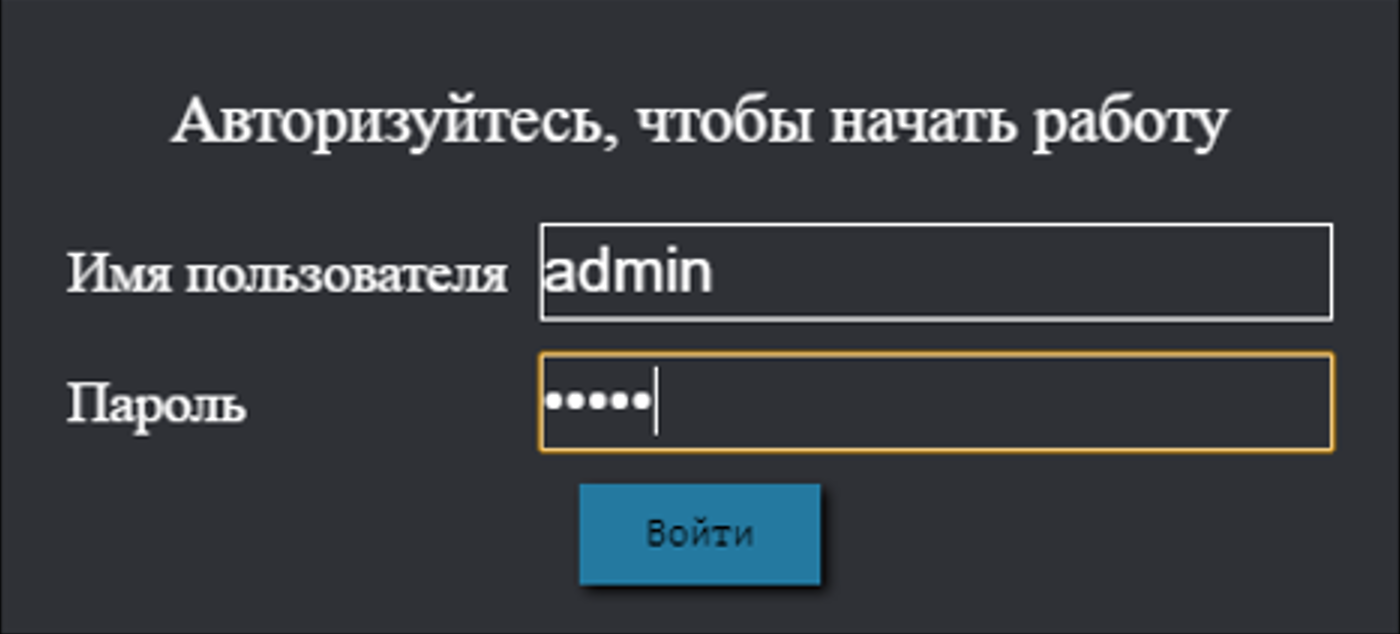 Авторизуйтесь, чтобы начать работу
Имя пользователя admin
Пароль •••••
Войти